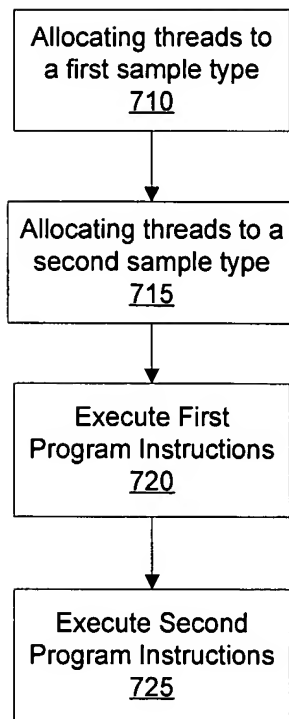 Allocating threads to
a first sample type
710
Allocating threads to a
second sample type
715
Execute First
Program Instructions
720
Execute Second
Program Instructions
725